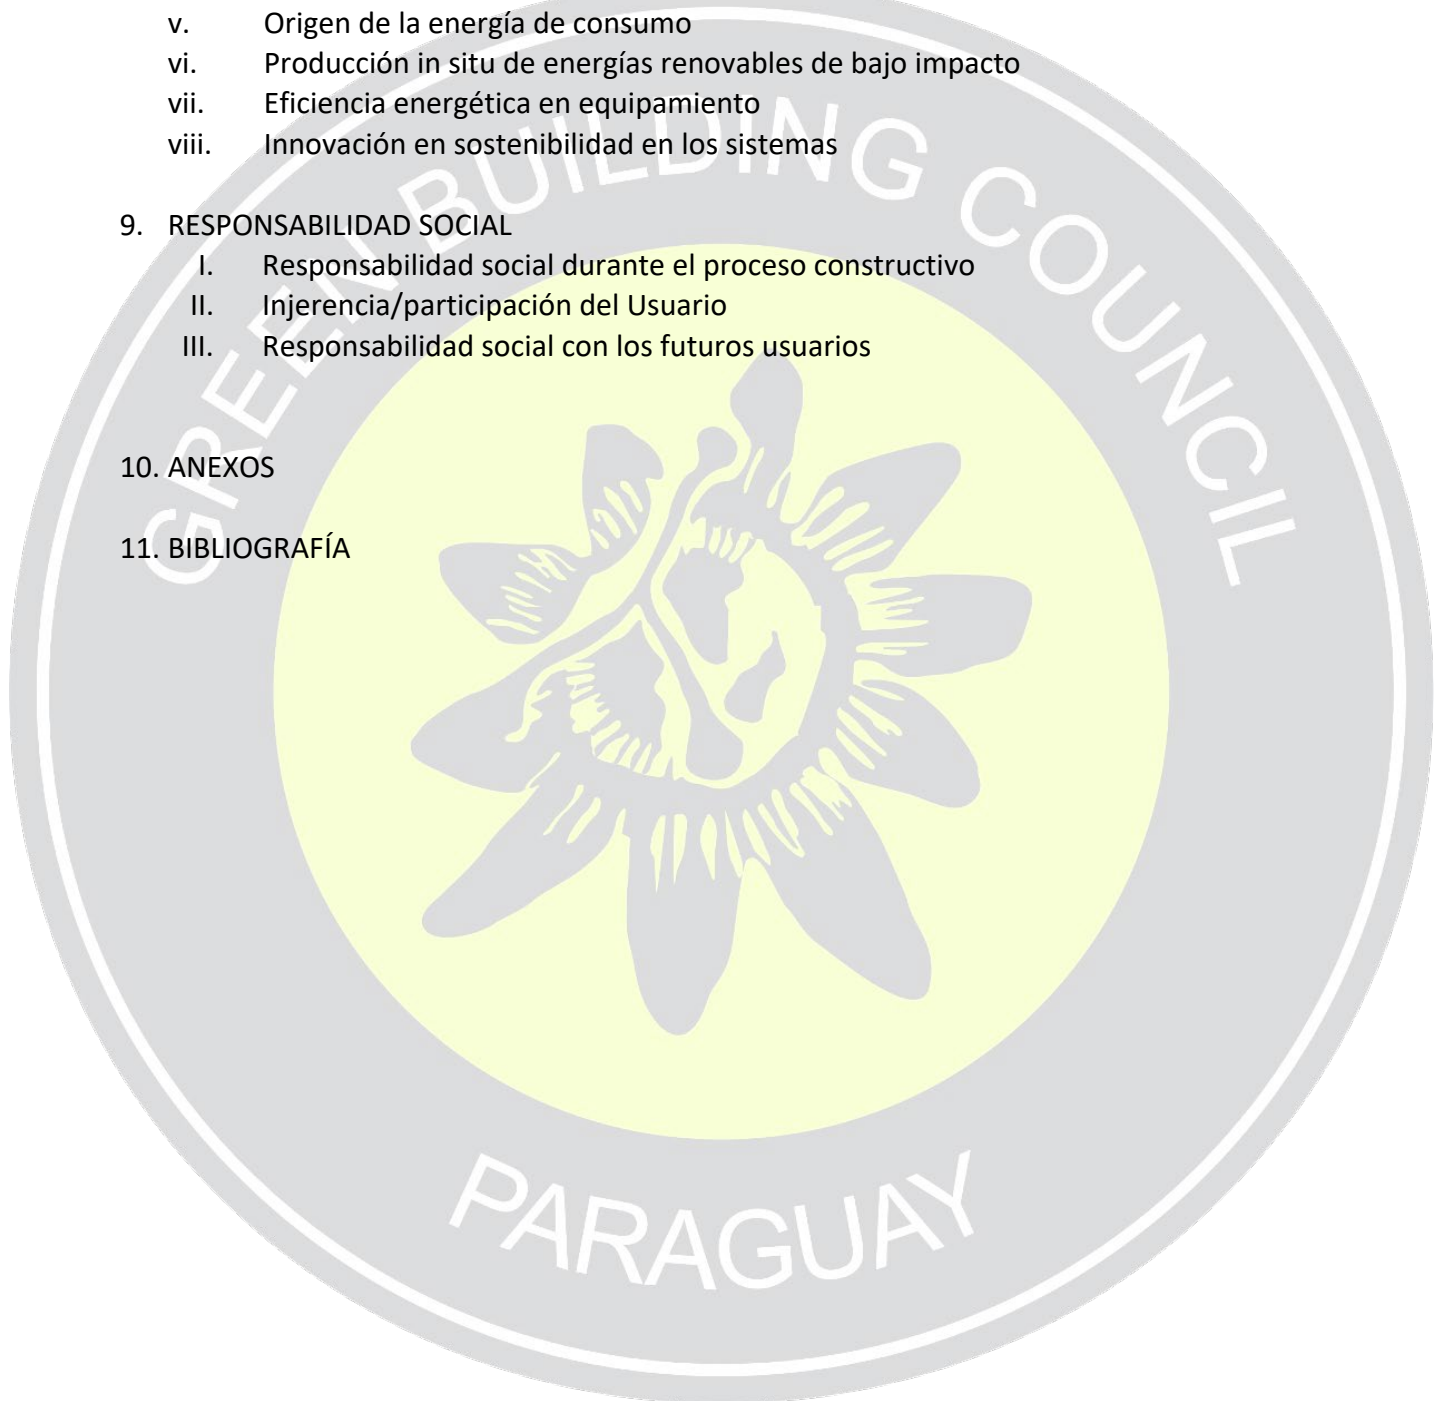 v. Origen de la energía de consumo
vi. Producción in situ de energías renovables de bajo impacto
vii. Eficiencia energética en equipamiento
viii. Innovación en sostenibilidad en los sistemas
9. RESPONSABILIDAD SOCIAL
I. Responsabilidad social durante el proceso constructivo
II. Injerencia/participación del Usuario
III. Responsabilidad social con los futuros usuarios
10. ANEXOS
11. BIBLIOGRAFÍA
GREEN BUILDING COUNCIL
PARAGUAY